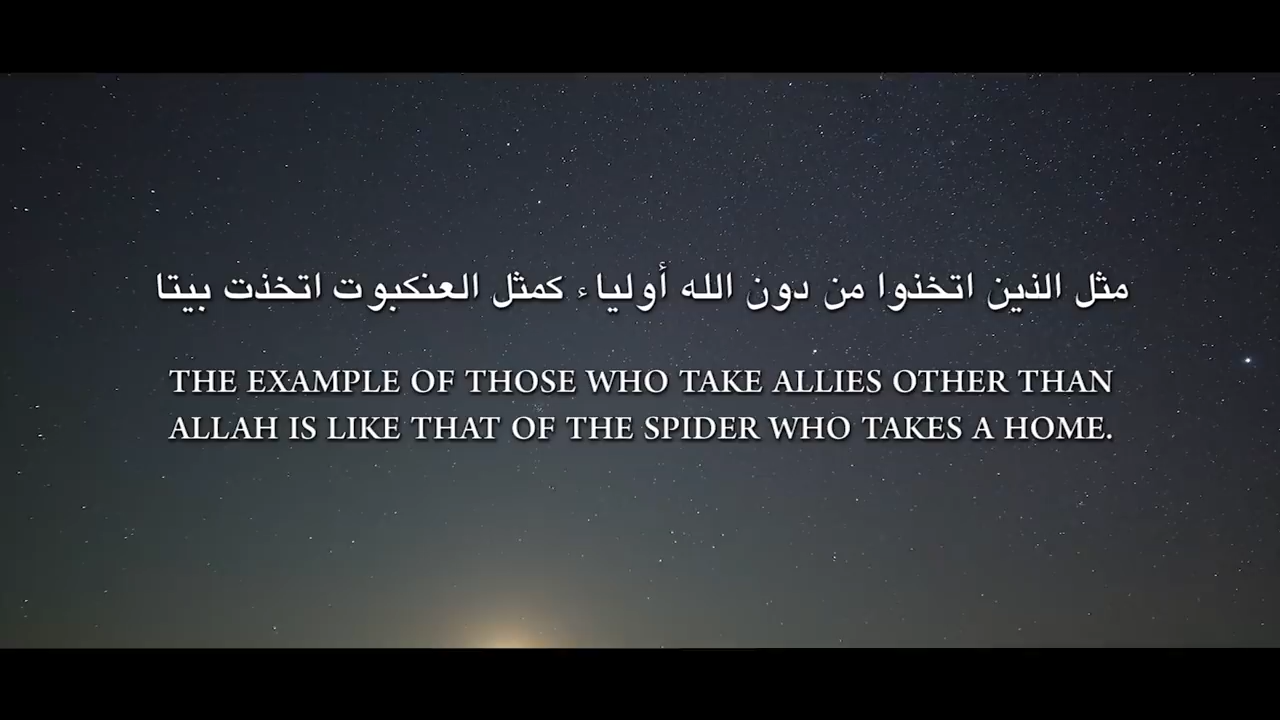 مثل الذين اتخذوا من دون الله أولياء كمثل العنكبوت اتخذت بيتا
THE EXAMPLE OF THOSE WHO TAKE ALLIES OTHER THAN
ALLAH IS LIKE THAT OF THE SPIDER WHO TAKES A HOME.